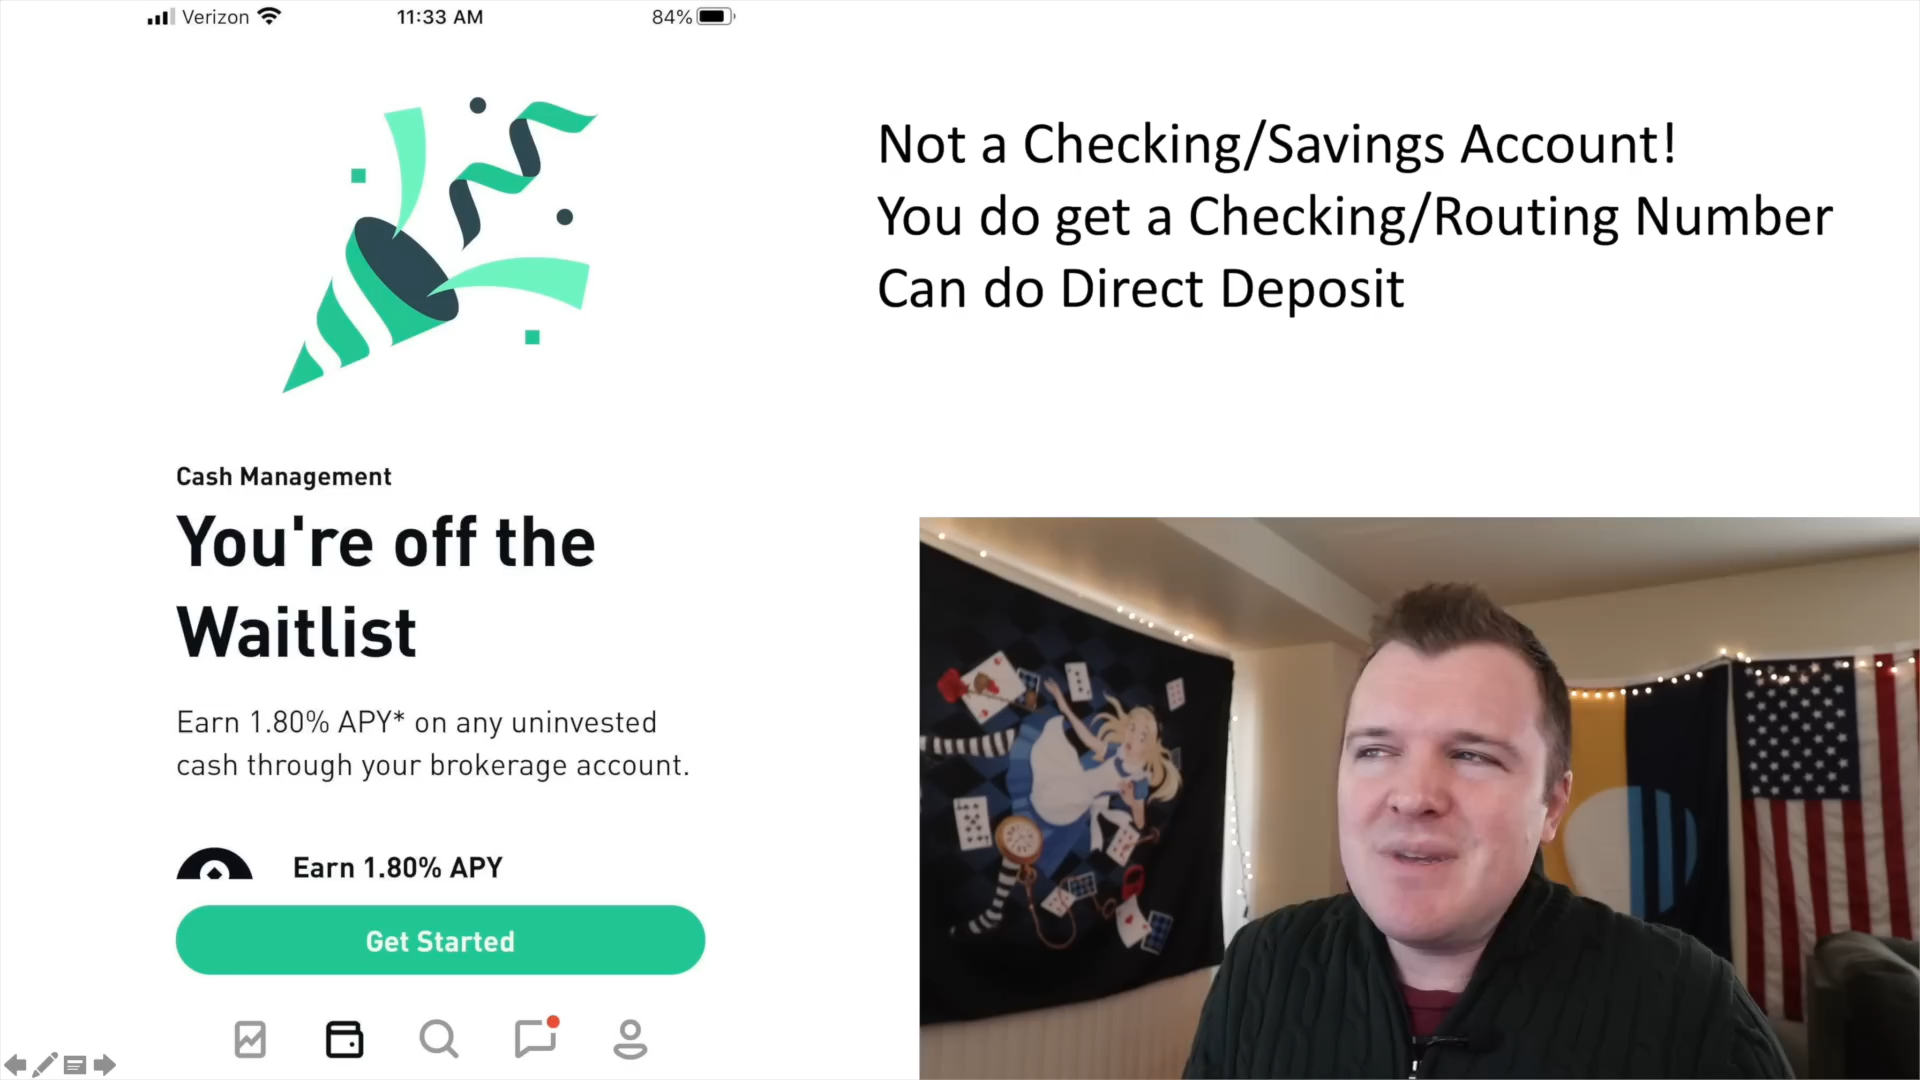 Verizon
11:33 AM
84%
Not a Checking/Savings Account!
You do get a Checking/Routing Number
Can do Direct Deposit
Cash Management
You're off the
Waitlist
Earn 1.80% APY* on any uninvested
cash through your brokerage account.
Earn 1.80% APY
Get Started